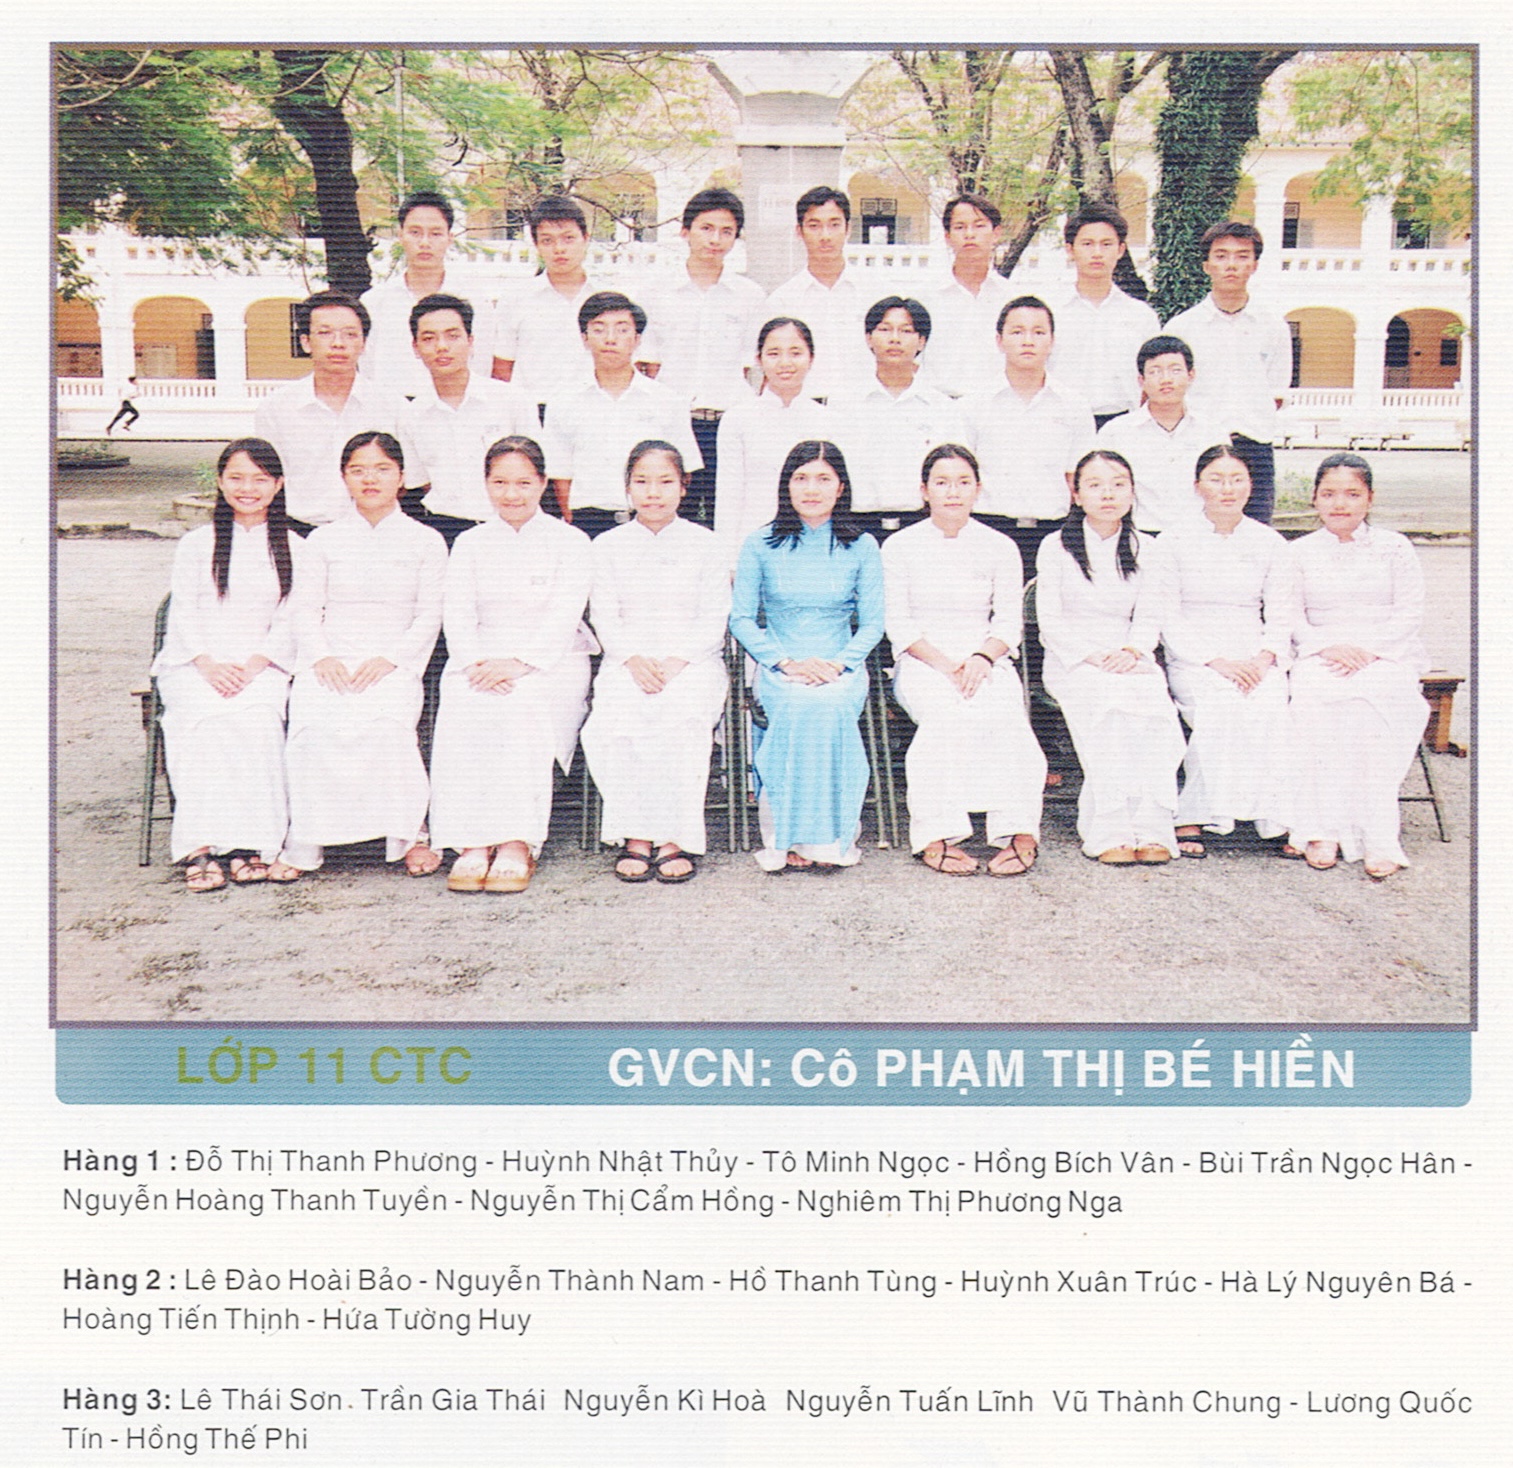 LỚP 11 CTC GVCN: Cô PHẠM THỊ BÉ HIỀN
Hàng 1 : Đỗ Thị Thanh Phương - Huỳnh Nhật Thủy - Tô Minh Ngọc - Hồng Bích Vân - Bùi Trần Ngọc Hân -
Nguyễn Hoàng Thanh Tuyền - Nguyễn Thị Cẩm Hồng - Nghiêm Thị Phương Nga
Hàng 2 : Lê Đào Hoài Bảo - Nguyễn Thành Nam - Hồ Thanh Tùng - Huỳnh Xuân Trúc - Hà Lý Nguyên Bá -
Hoàng Tiến Thịnh - Hứa Tường Huy
Hàng 3: Lê Thái Sơn . Trần Gia Thái Nguyễn Kì Hoà Nguyễn Tuấn Lĩnh Vũ Thành Chung - Lương Quốc
Tín - Hồng Thế Phi